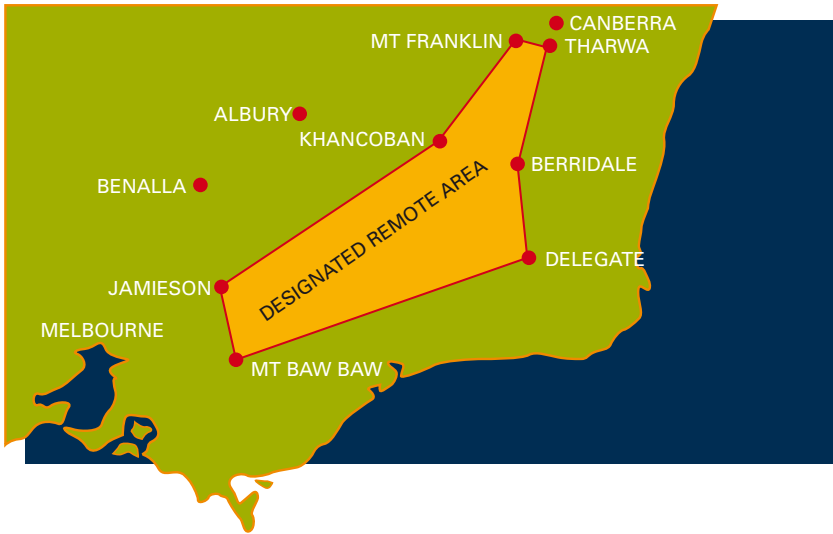 CANBERRA
MT FRANKLIN
THARWA
ALBURY
KHANCOBAN
BERRIDALE
BENALLA
DESIGNATED REMOTE AREA
DELEGATE
JAMIESON
MELBOURNE
MT BAW BAW